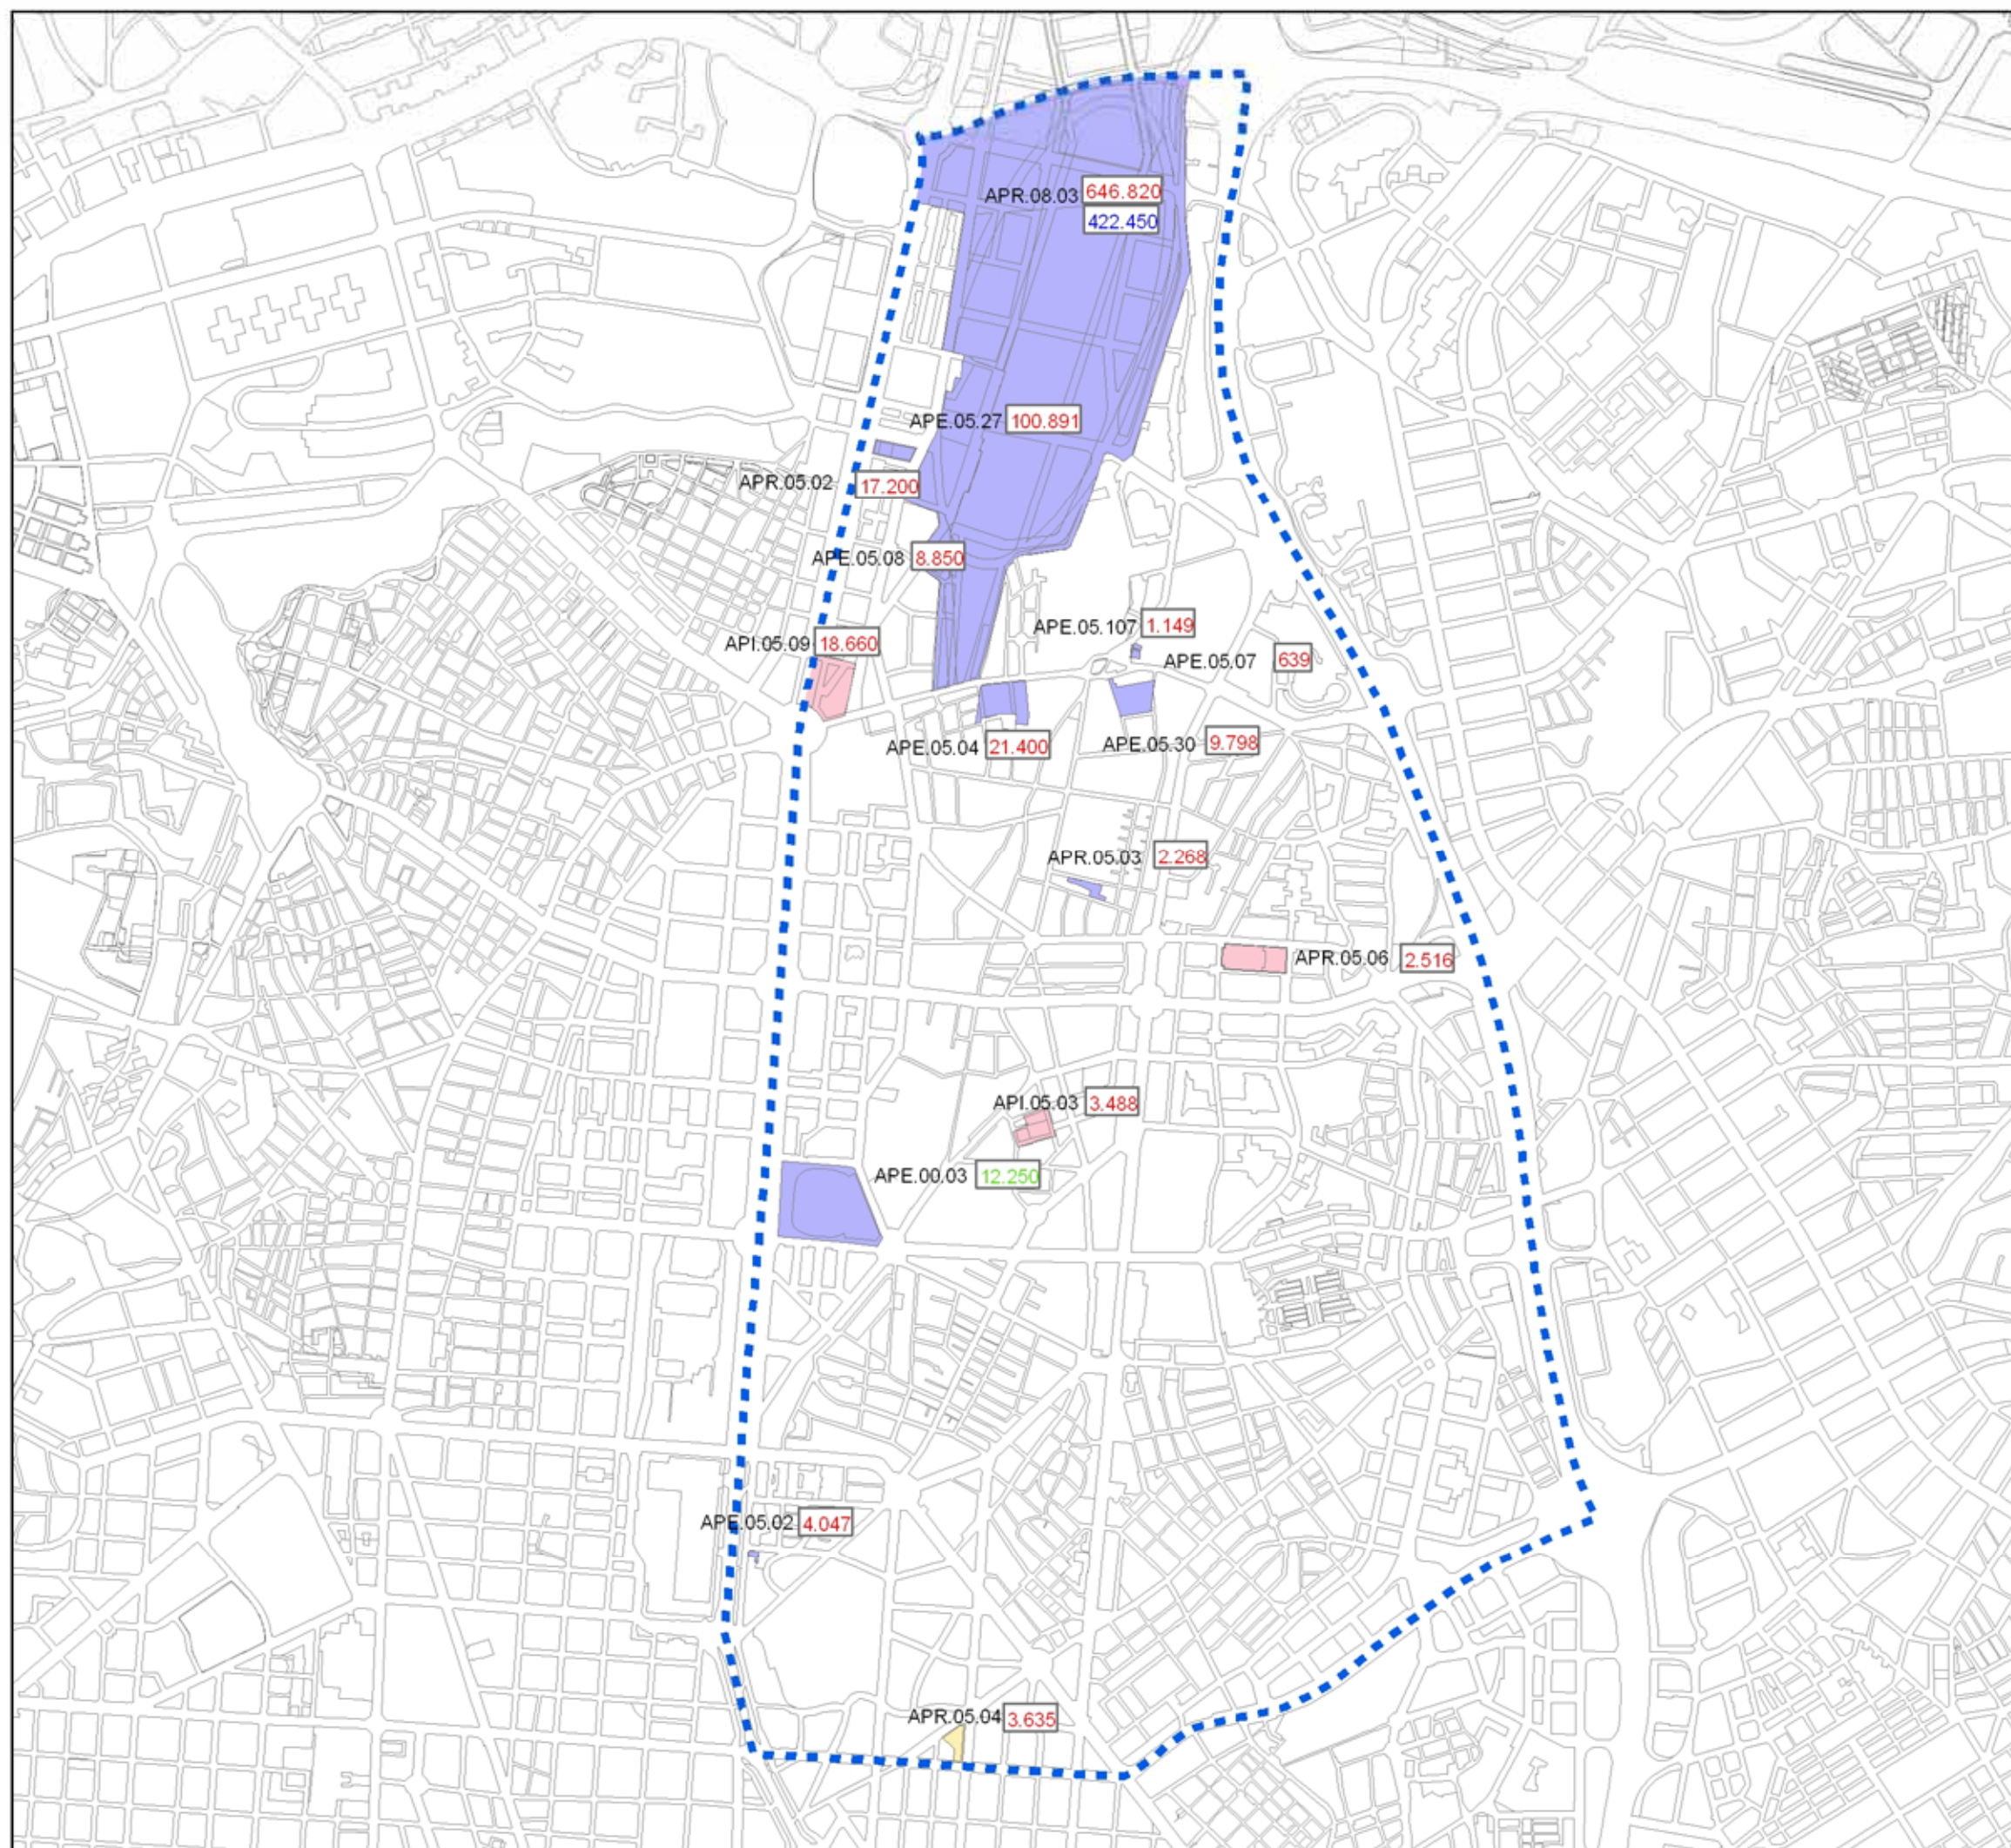 APR.08.03 646.820
422.450
APE.05.27 100.891
APR.05.02 17.200
APE.05.08 8.850
APE.05.107 1.149
API.05.09 18.660
APE.05.07 639
APE.05.04 21.400
APE.05.30 9.798
APR.05.03 2.268
APR.05.06 2.516
API.05.03 3.488
APE.00.03 12.250
APE.05.02 4.047
APR.05.04 3.635